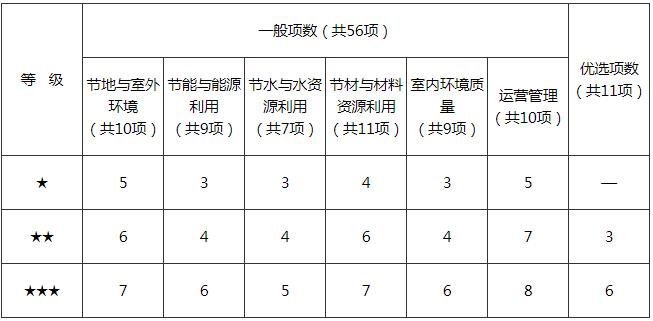 等 级
一般项数（共56项）
优选项数
（共11项）
节地与室外
环境
（共10项）
节能与能源
利用
（共9项）
节水与水资
源利用
（共7项）
节材与材料
资源利用
（共11项）
室内环境质
量
（共9项）
运营管理
（共10项）
★ 5 3 3 4 3 5 —
★★ 6 4 4 6 4 7 3
★★★ 7 6 5 7 6 8 6